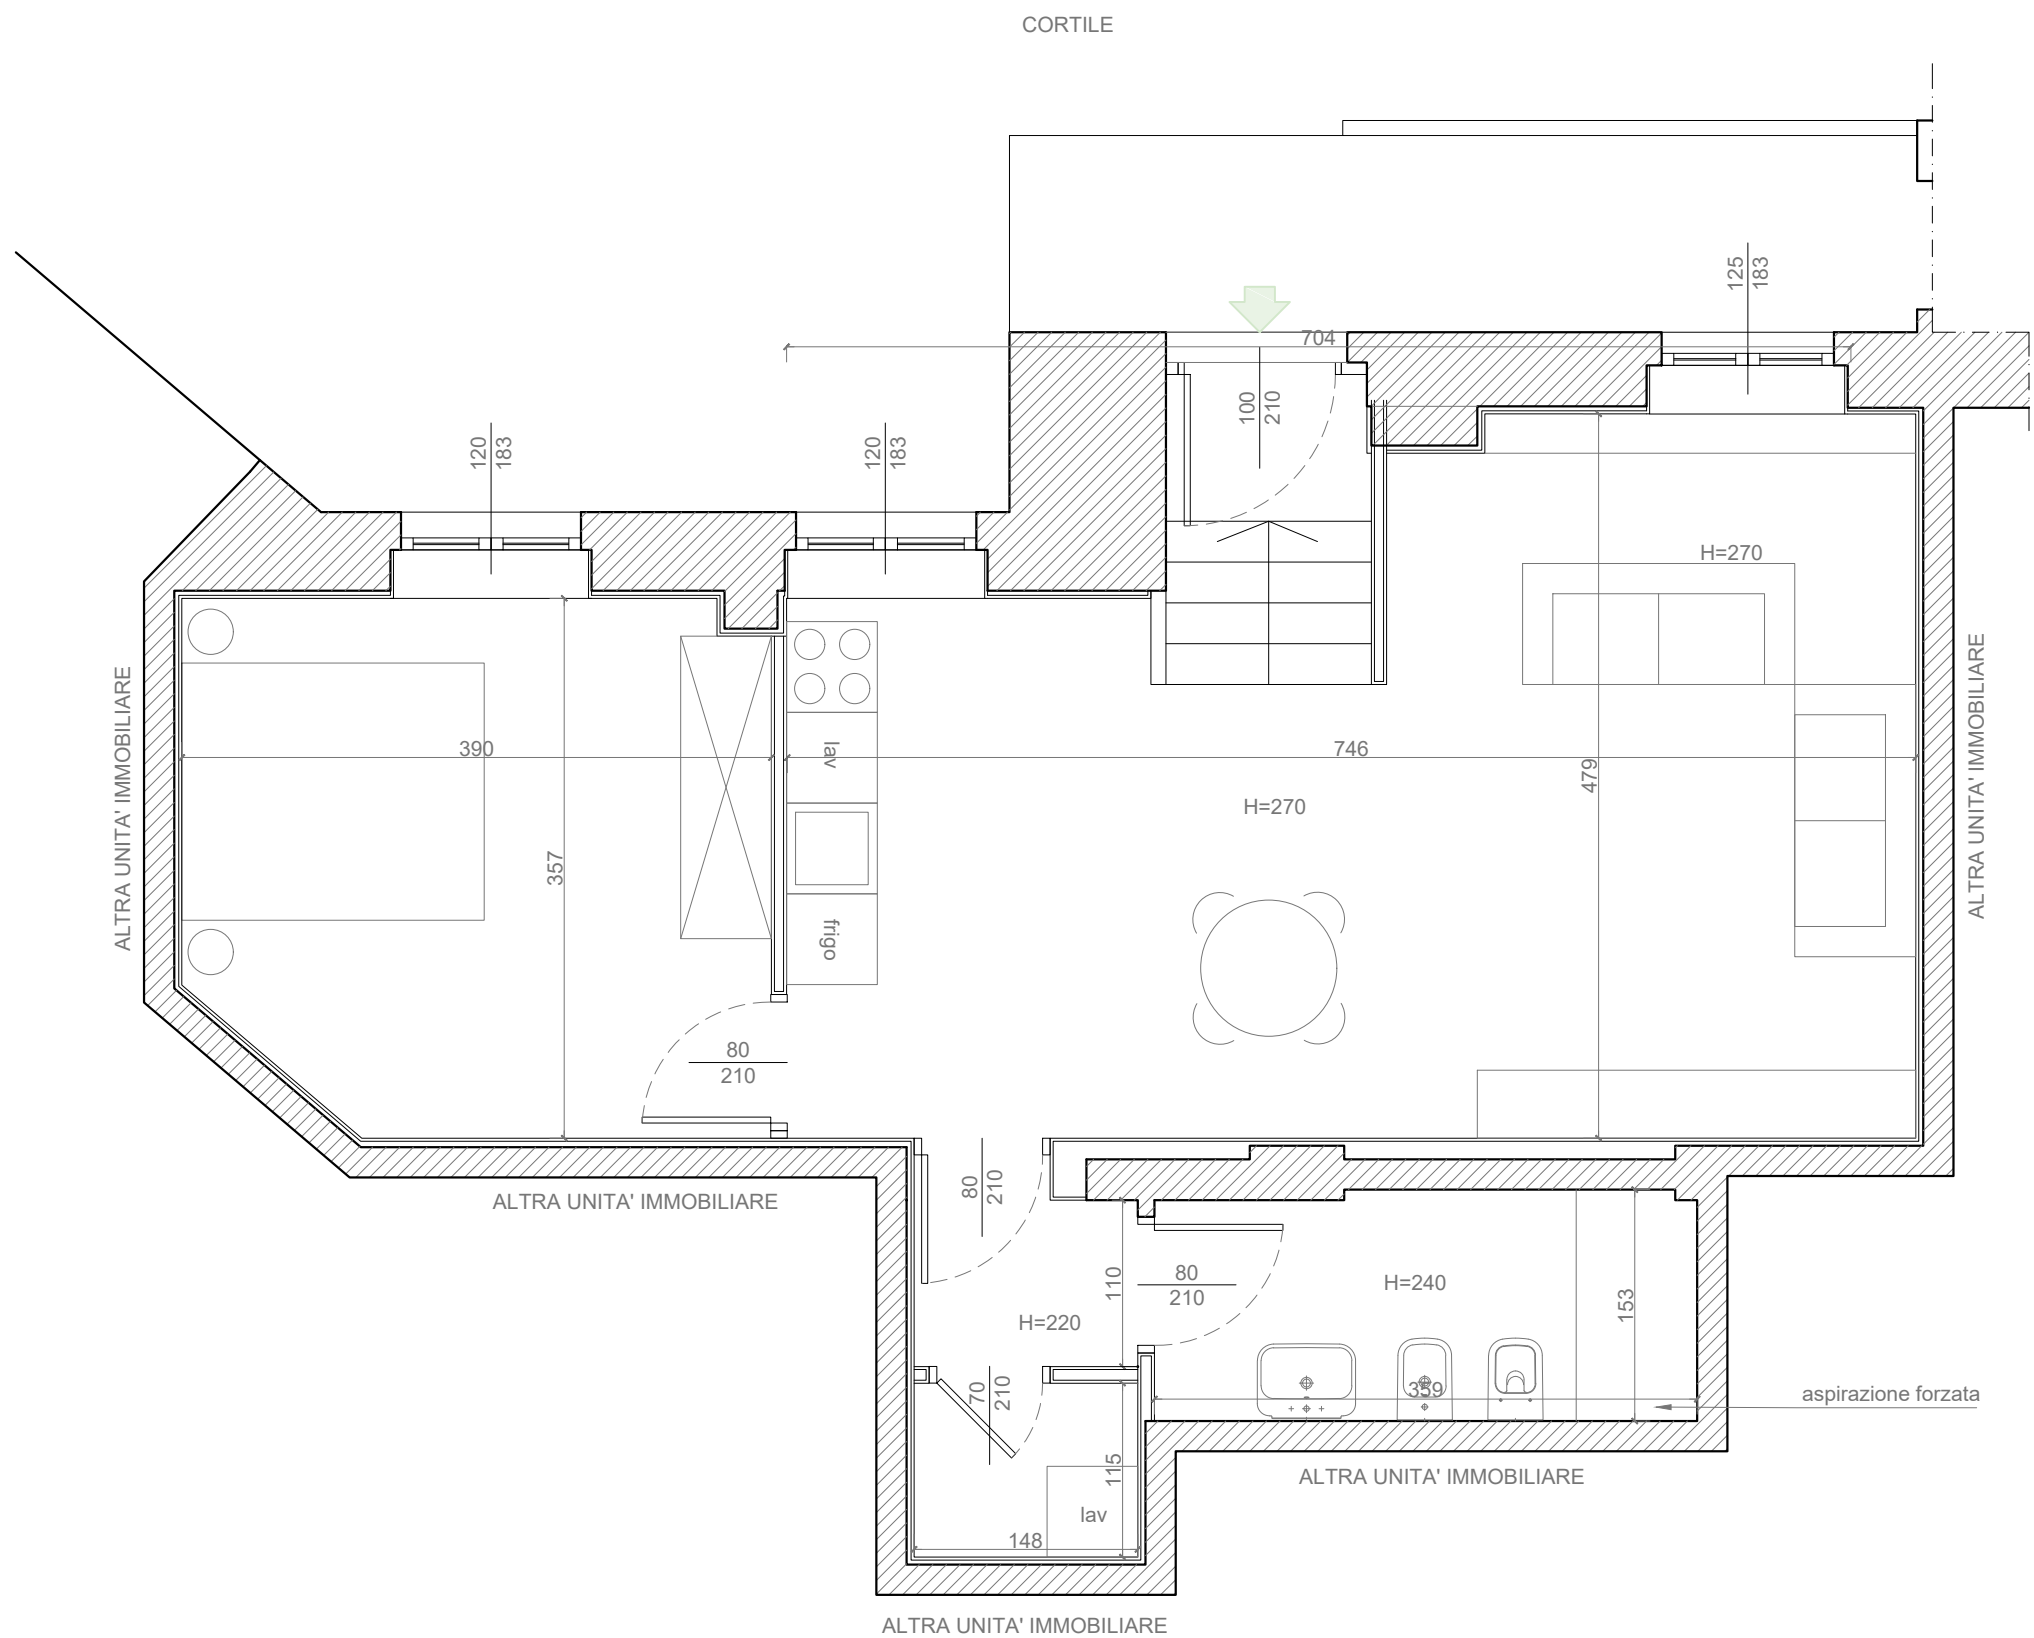 CORTILE
125
183
704
100
210
120
183
120
183
H=270
ALTRA UNITA' IMMOBILIARE
ALTRA UNITA' IMMOBILIARE
390
lav
746
479
H=270
357
frigo
80
210
ALTRA UNITA' IMMOBILIARE
80
210
80
210
110
H=240
153
H=220
70
210
359
aspirazione forzata
115
ALTRA UNITA' IMMOBILIARE
lav
148
ALTRA UNITA' IMMOBILIARE